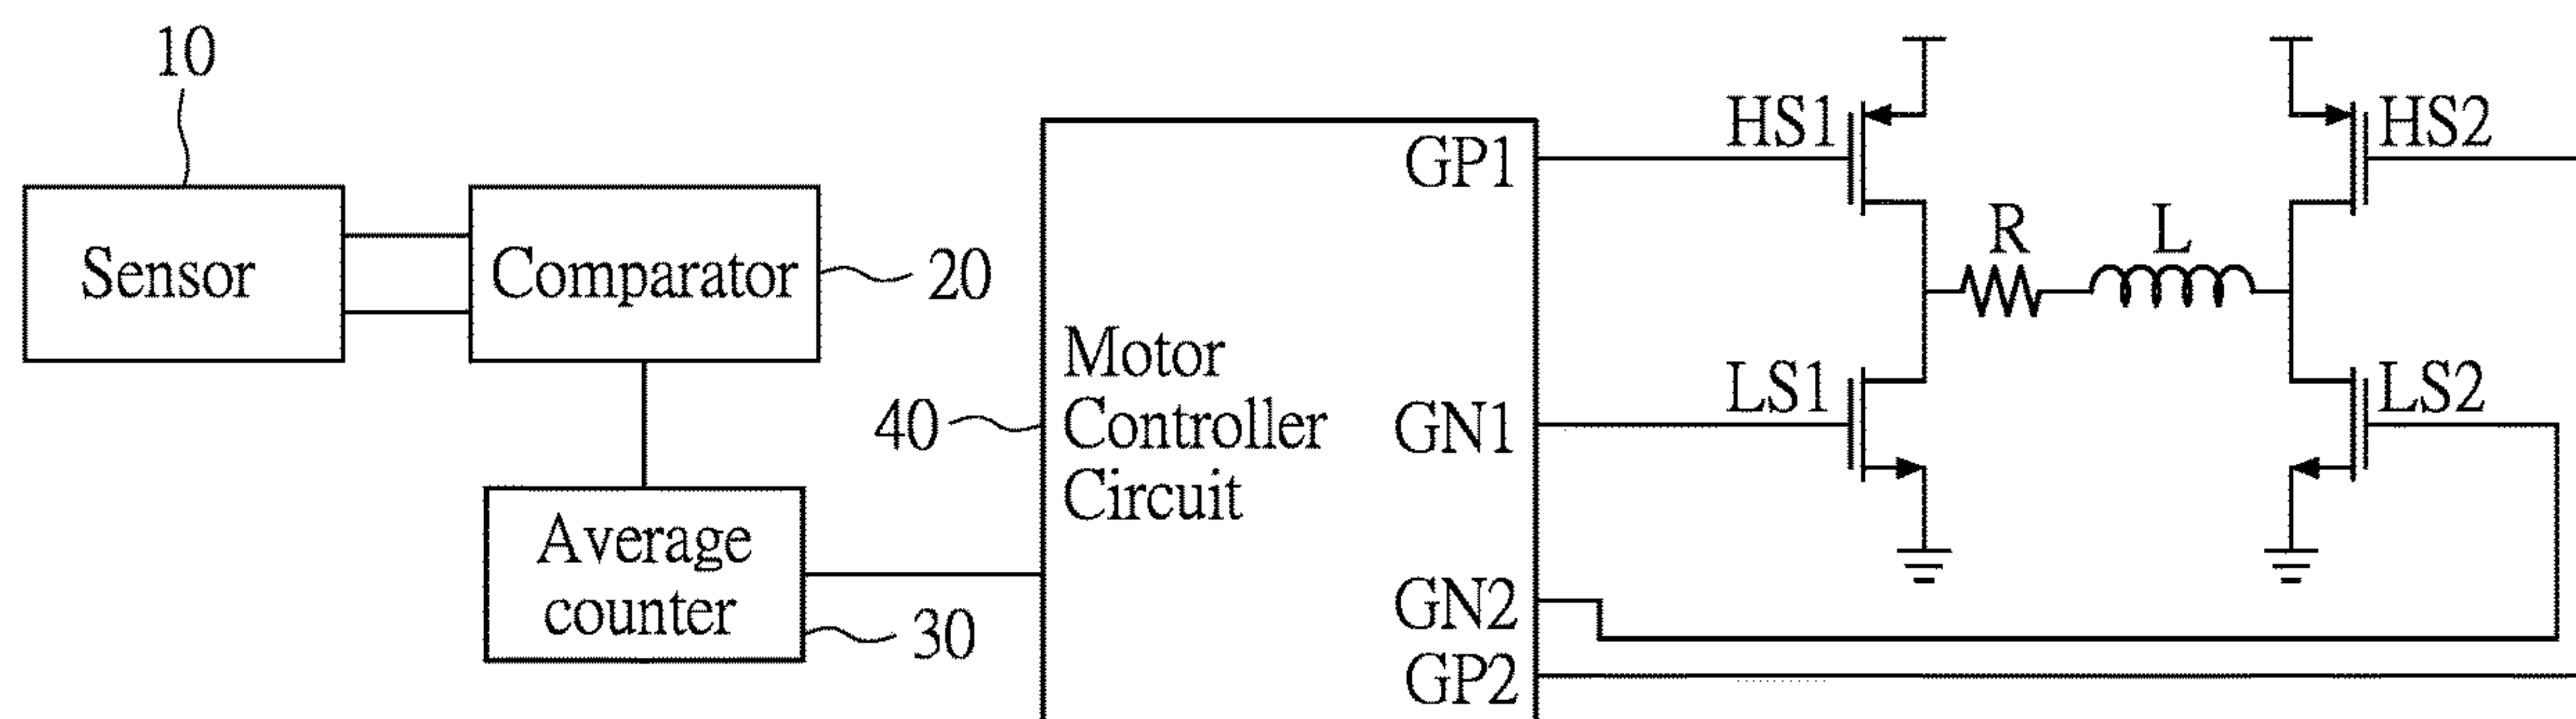 10
Sensor
Comparator
20
Average
counter
30
40
Motor
Controller
Circuit
GP1
GN1
GN2
GP2
HS1
HS2
R
L
LS1
LS2